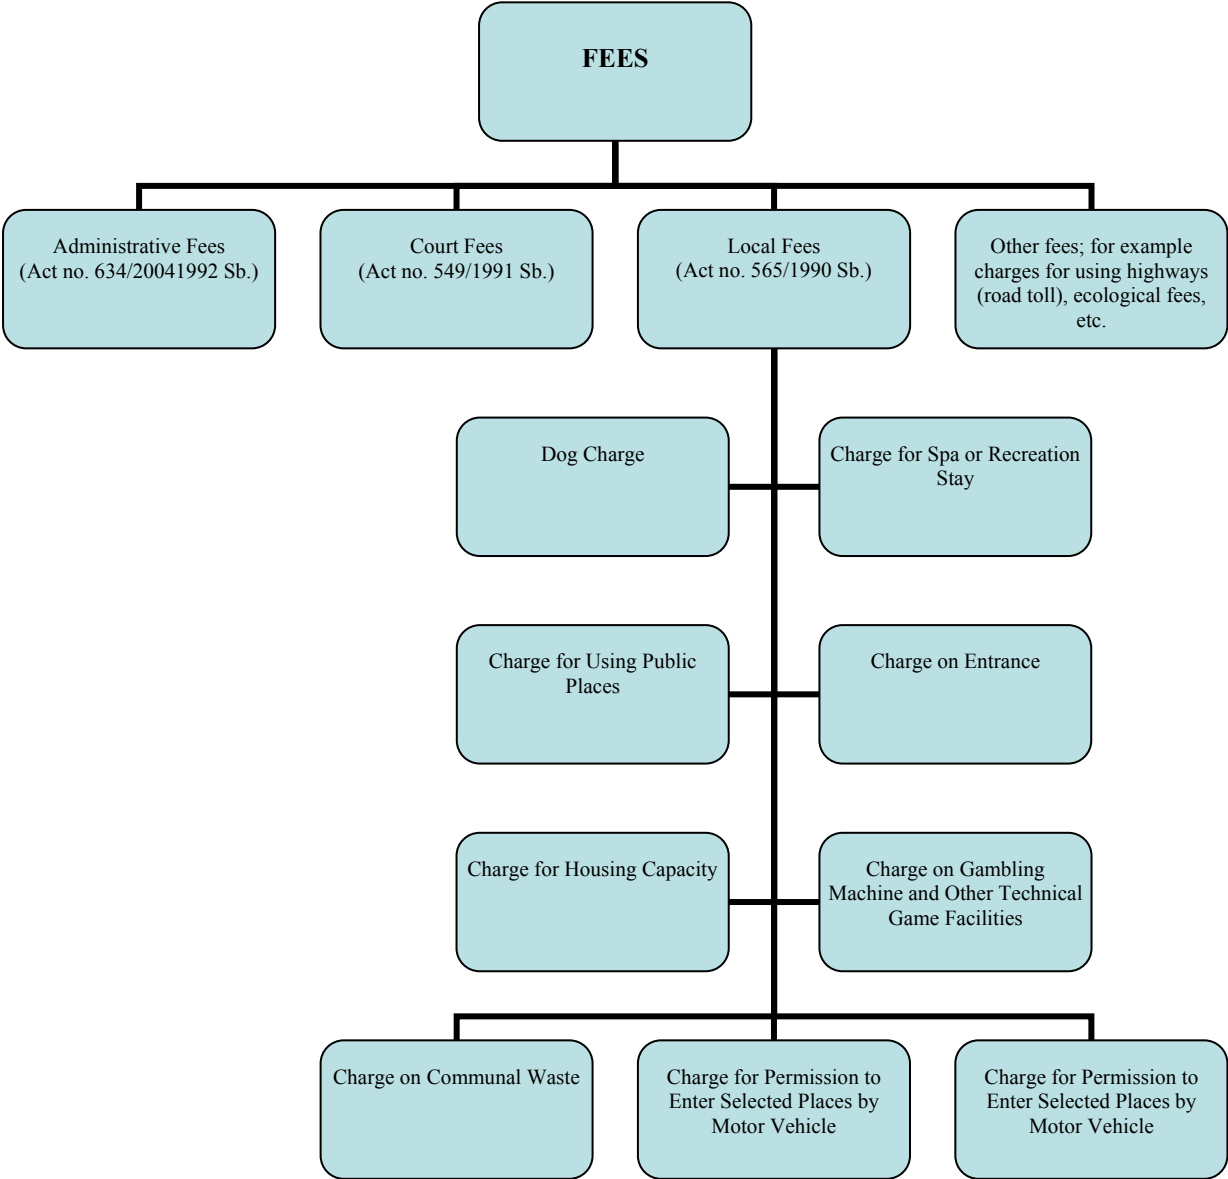 FEES
Administrative Fees
(Act no. 634/20041992 Sb.)
Court Fees
(Act no. 549/1991 Sb.)
Local Fees
(Act no. 565/1990 Sb.)
Other fees; for example
charges for using highways
(road toll), ecological fees,
etc.
Dog Charge
Charge for Spa or Recreation
Stay
Charge for Using Public
Places
Charge on Entrance
Charge for Housing Capacity
Charge on Gambling
Machine and Other Technical
Game Facilities
Charge on Communal Waste
Charge for Permission to
Enter Selected Places by
Motor Vehicle
Charge for Permission to
Enter Selected Places by
Motor Vehicle